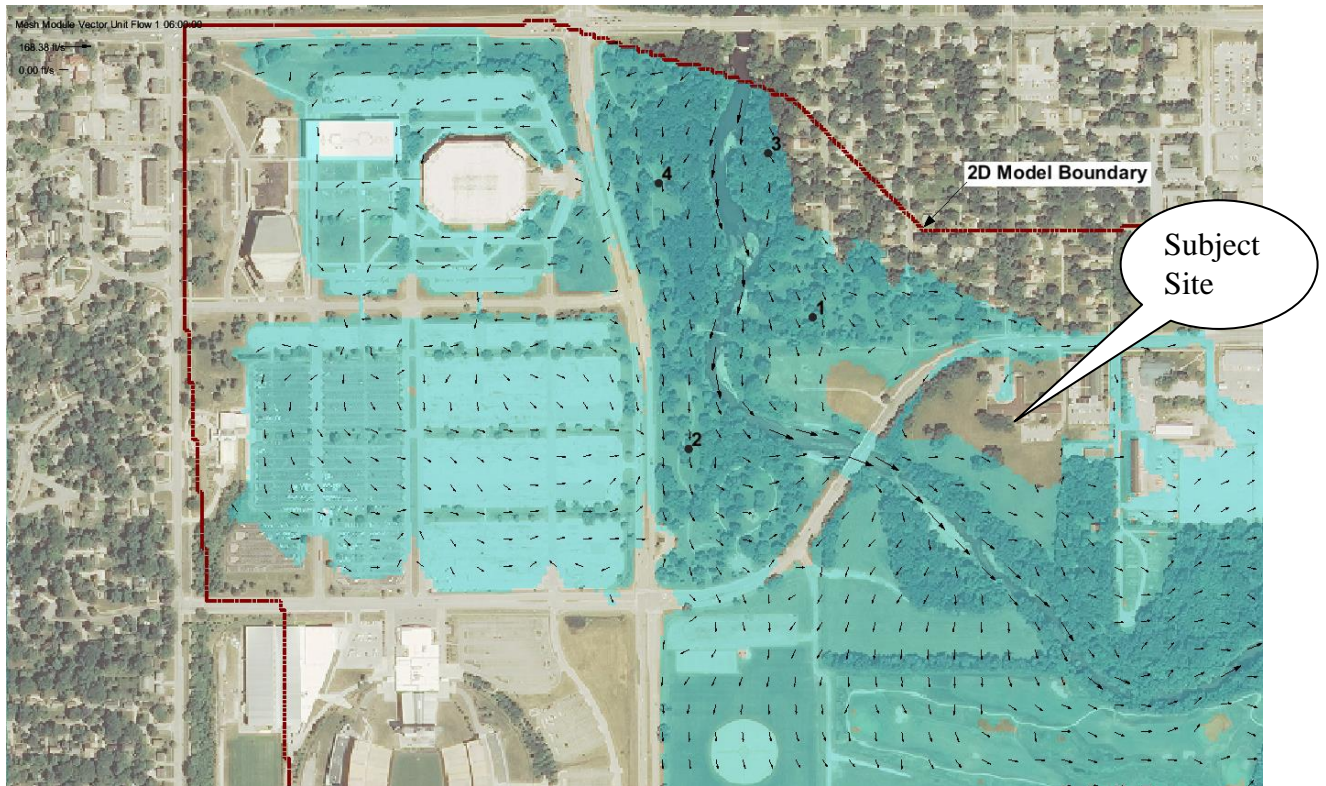 Mesh Module Vector Unit Flow 1 06:00:00
168.38 ft/s
0.00 ft/s
3
4
2D Model Boundary
Subject
Site
1
2